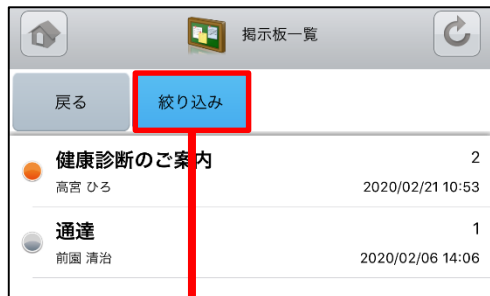 掲示板一覧
戻る 絞り込み
健康診断のご案内 2
高宮 ひろ 2020/02/21 10:53
通達 1
前園 清治 2020/02/06 14:06